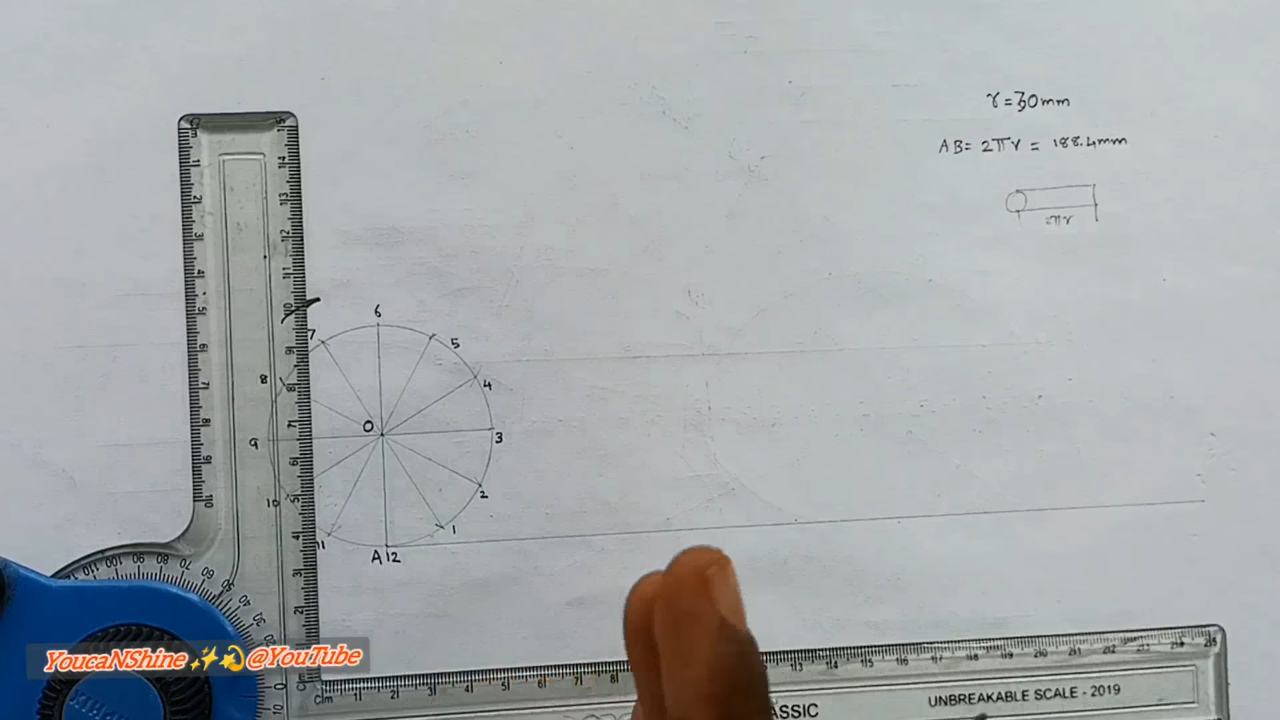 r = 30mm
AB = 2πr = 188.4mm
2πr
6
7
5
8
4
O
9
3
10
2
1
11
A 12
YoucaNShine✨💫@YouTube
UNBREAKABLE SCALE - 2019